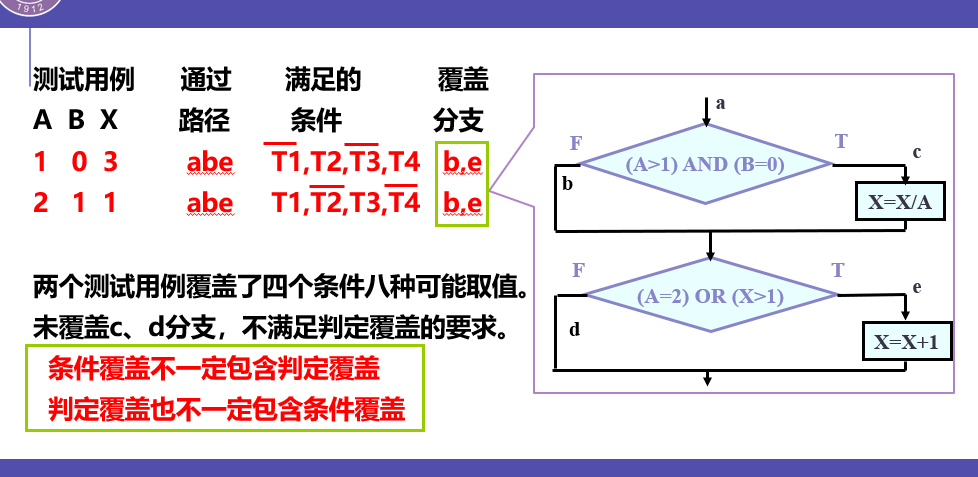 1912
测试用例 通过 满足的 覆盖
A B X 路径 条件 分支
1 0 3 abe T̅1̅,T2,T̅3̅,T4 b,e
2 1 1 abe T1,T̅2̅,T3,T̅4̅ b,e
两个测试用例覆盖了四个条件八种可能取值。
未覆盖c、d分支，不满足判定覆盖的要求。
条件覆盖不一定包含判定覆盖
判定覆盖也不一定包含条件覆盖
a
F
T
(A>1) AND (B=0)
c
b
X=X/A
F
T
(A=2) OR (X>1)
e
d
X=X+1